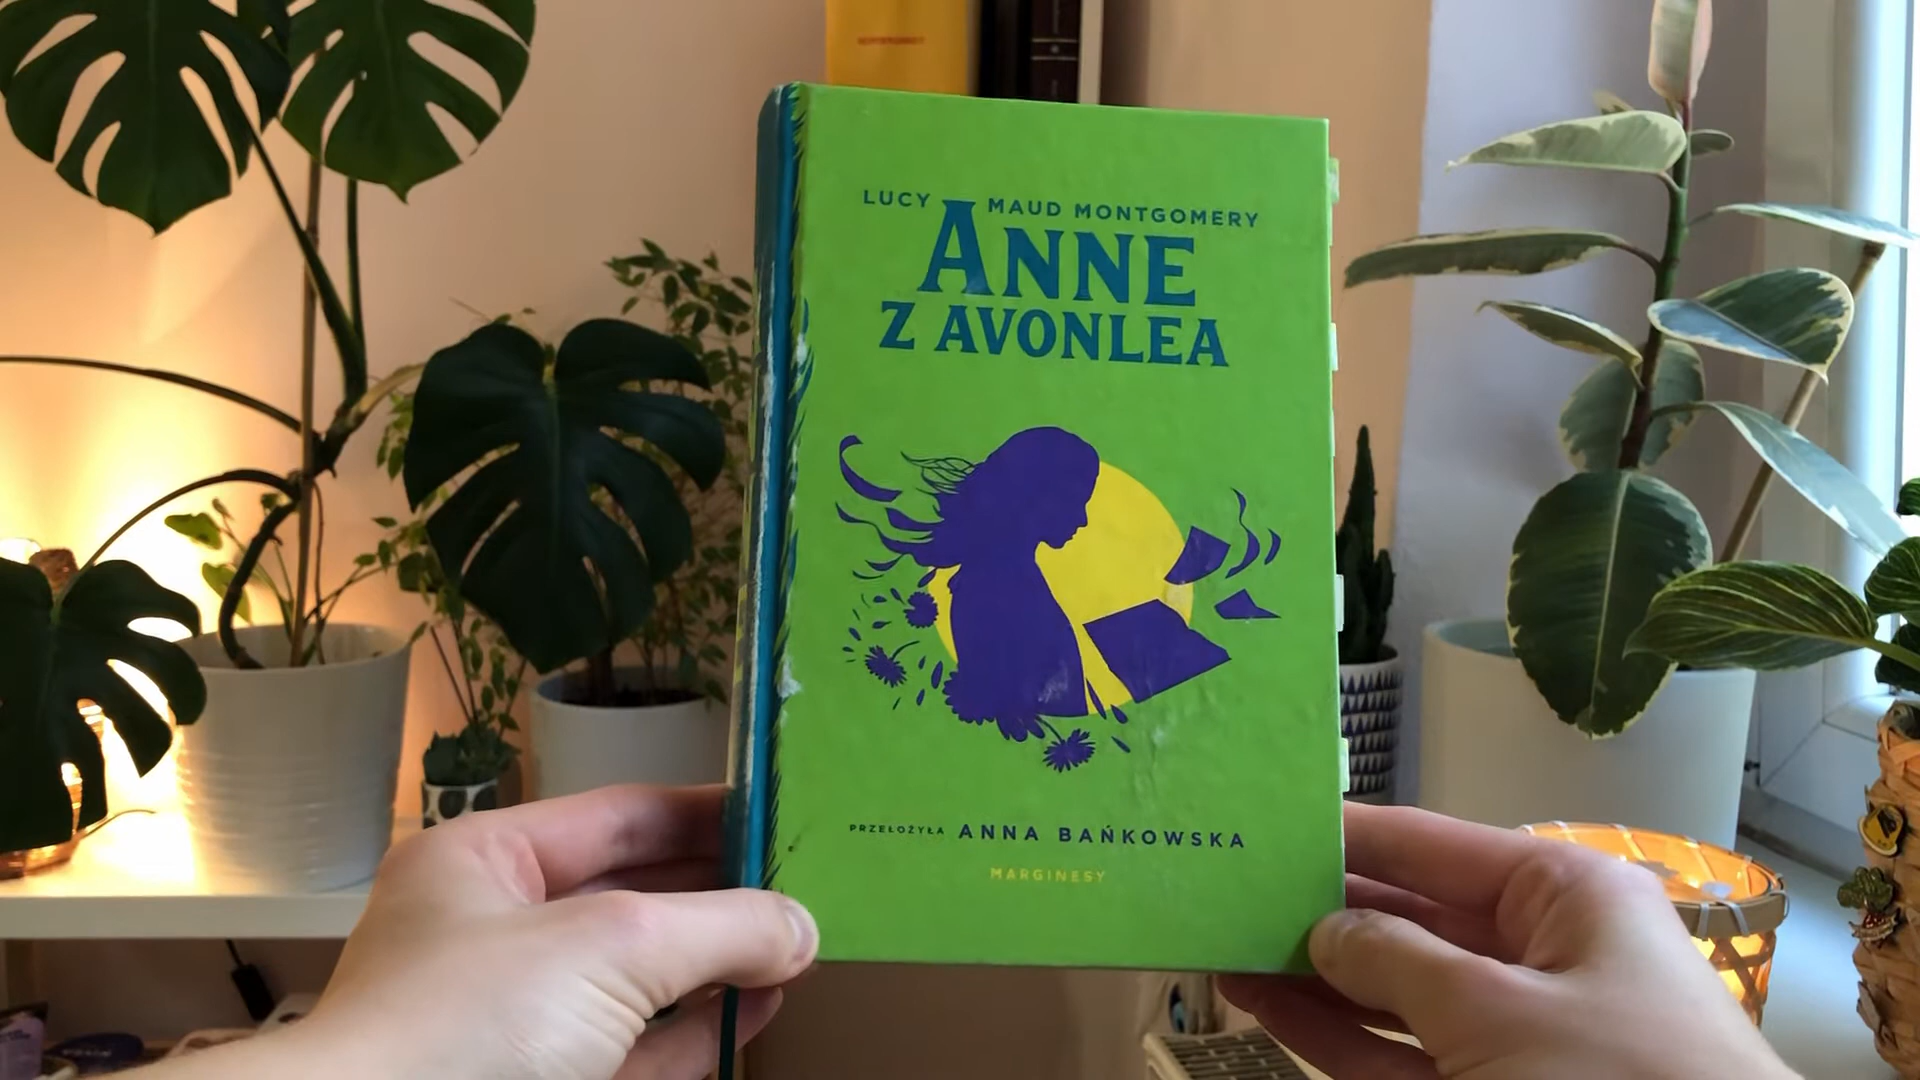 LUCY MAUD MONTGOMERY
ANNE
Z AVONLEA
PRZEŁOŻYŁA ANNA BAŃKOWSKA
MARGINESY